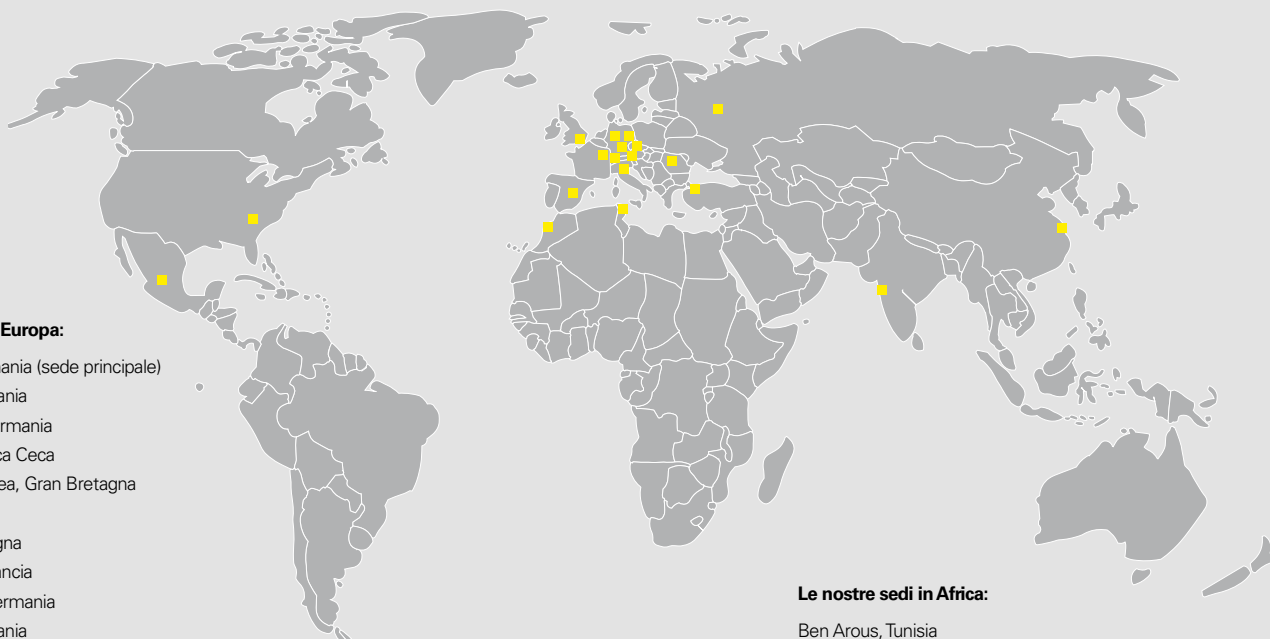 Europa:
ania (sede principale)
ania
rmania
ca Ceca
ea, Gran Bretagna
gna
ncia
ermania
ania
Le nostre sedi in Africa:
Ben Arous, Tunisia